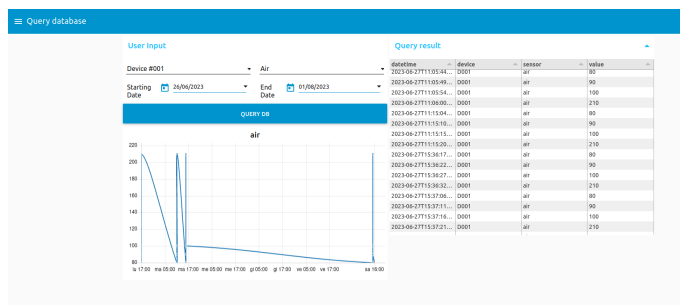 Query database
User Input
Device #001
Air
Starting Date
26/06/2023
End Date
01/08/2023
QUERY DB
air
220
200
180
160
140
120
100
80
lu 17:00 ma 05:00 ma 17:00 me 05:00 me 17:00 gi 05:00 gi 17:00 ve 05:00 ve 17:00 sa 16:00
Query result
datetime device sensor value
2023-06-27T11:05:44... D001 air 80
2023-06-27T11:05:49... D001 air 90
2023-06-27T11:05:54... D001 air 100
2023-06-27T11:06:00... D001 air 210
2023-06-27T11:15:04... D001 air 80
2023-06-27T11:15:10... D001 air 90
2023-06-27T11:15:15... D001 air 100
2023-06-27T11:15:20... D001 air 210
2023-06-27T15:36:17... D001 air 80
2023-06-27T15:36:22... D001 air 90
2023-06-27T15:36:27... D001 air 100
2023-06-27T15:36:32... D001 air 210
2023-06-27T15:37:06... D001 air 80
2023-06-27T15:37:11... D001 air 90
2023-06-27T15:37:16... D001 air 100
2023-06-27T15:37:21... D001 air 210